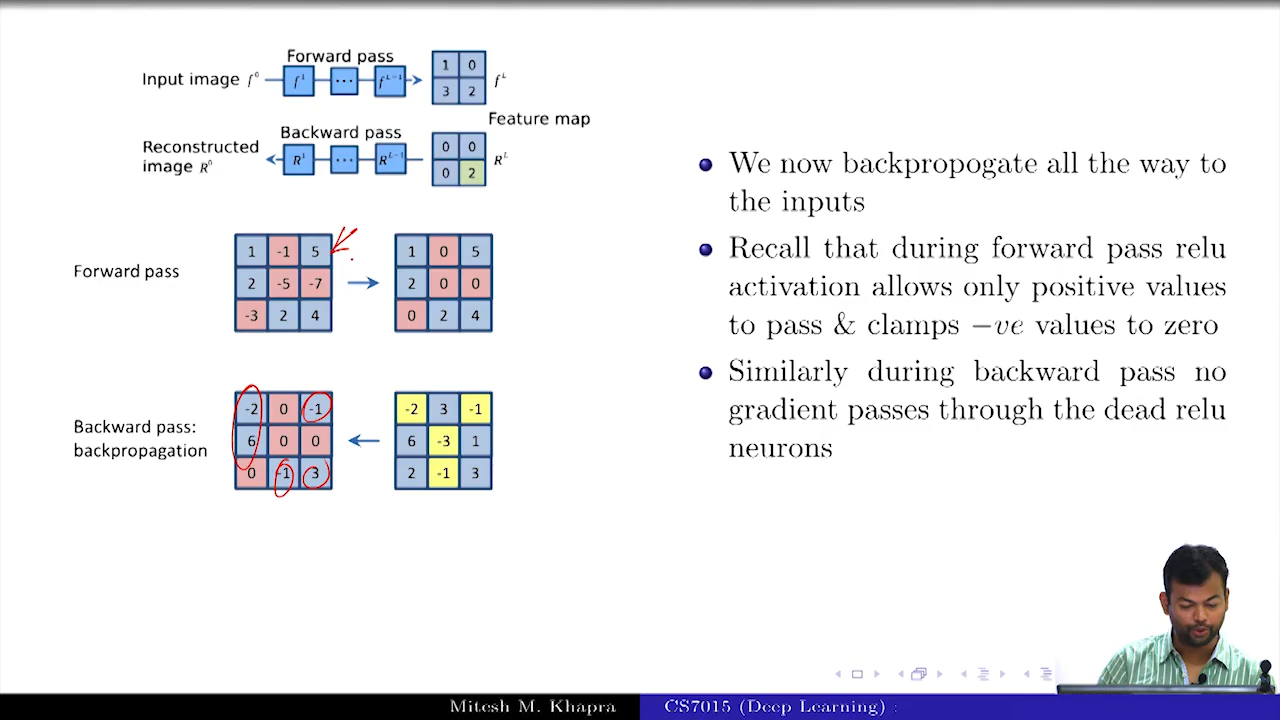 Forward pass
Input image f⁰ f¹ ... fᴸ⁻¹ fᴸ
1 0
3 2
Feature map
Backward pass
Reconstructed
image R⁰ R¹ ... Rᴸ⁻¹ Rᴸ
0 0
0 2
Forward pass
1 -1 5
2 -5 -7
-3 2 4
1 0 5
2 0 0
0 2 4
Backward pass:
backpropagation
-2 0 -1
6 0 0
0 -1 3
-2 3 -1
6 -3 1
2 -1 3
We now backpropogate all the way to
the inputs
Recall that during forward pass relu
activation allows only positive values
to pass & clamps −ve values to zero
Similarly during backward pass no
gradient passes through the dead relu
neurons
Mitesh M. Khapra CS7015 (Deep Learning) :